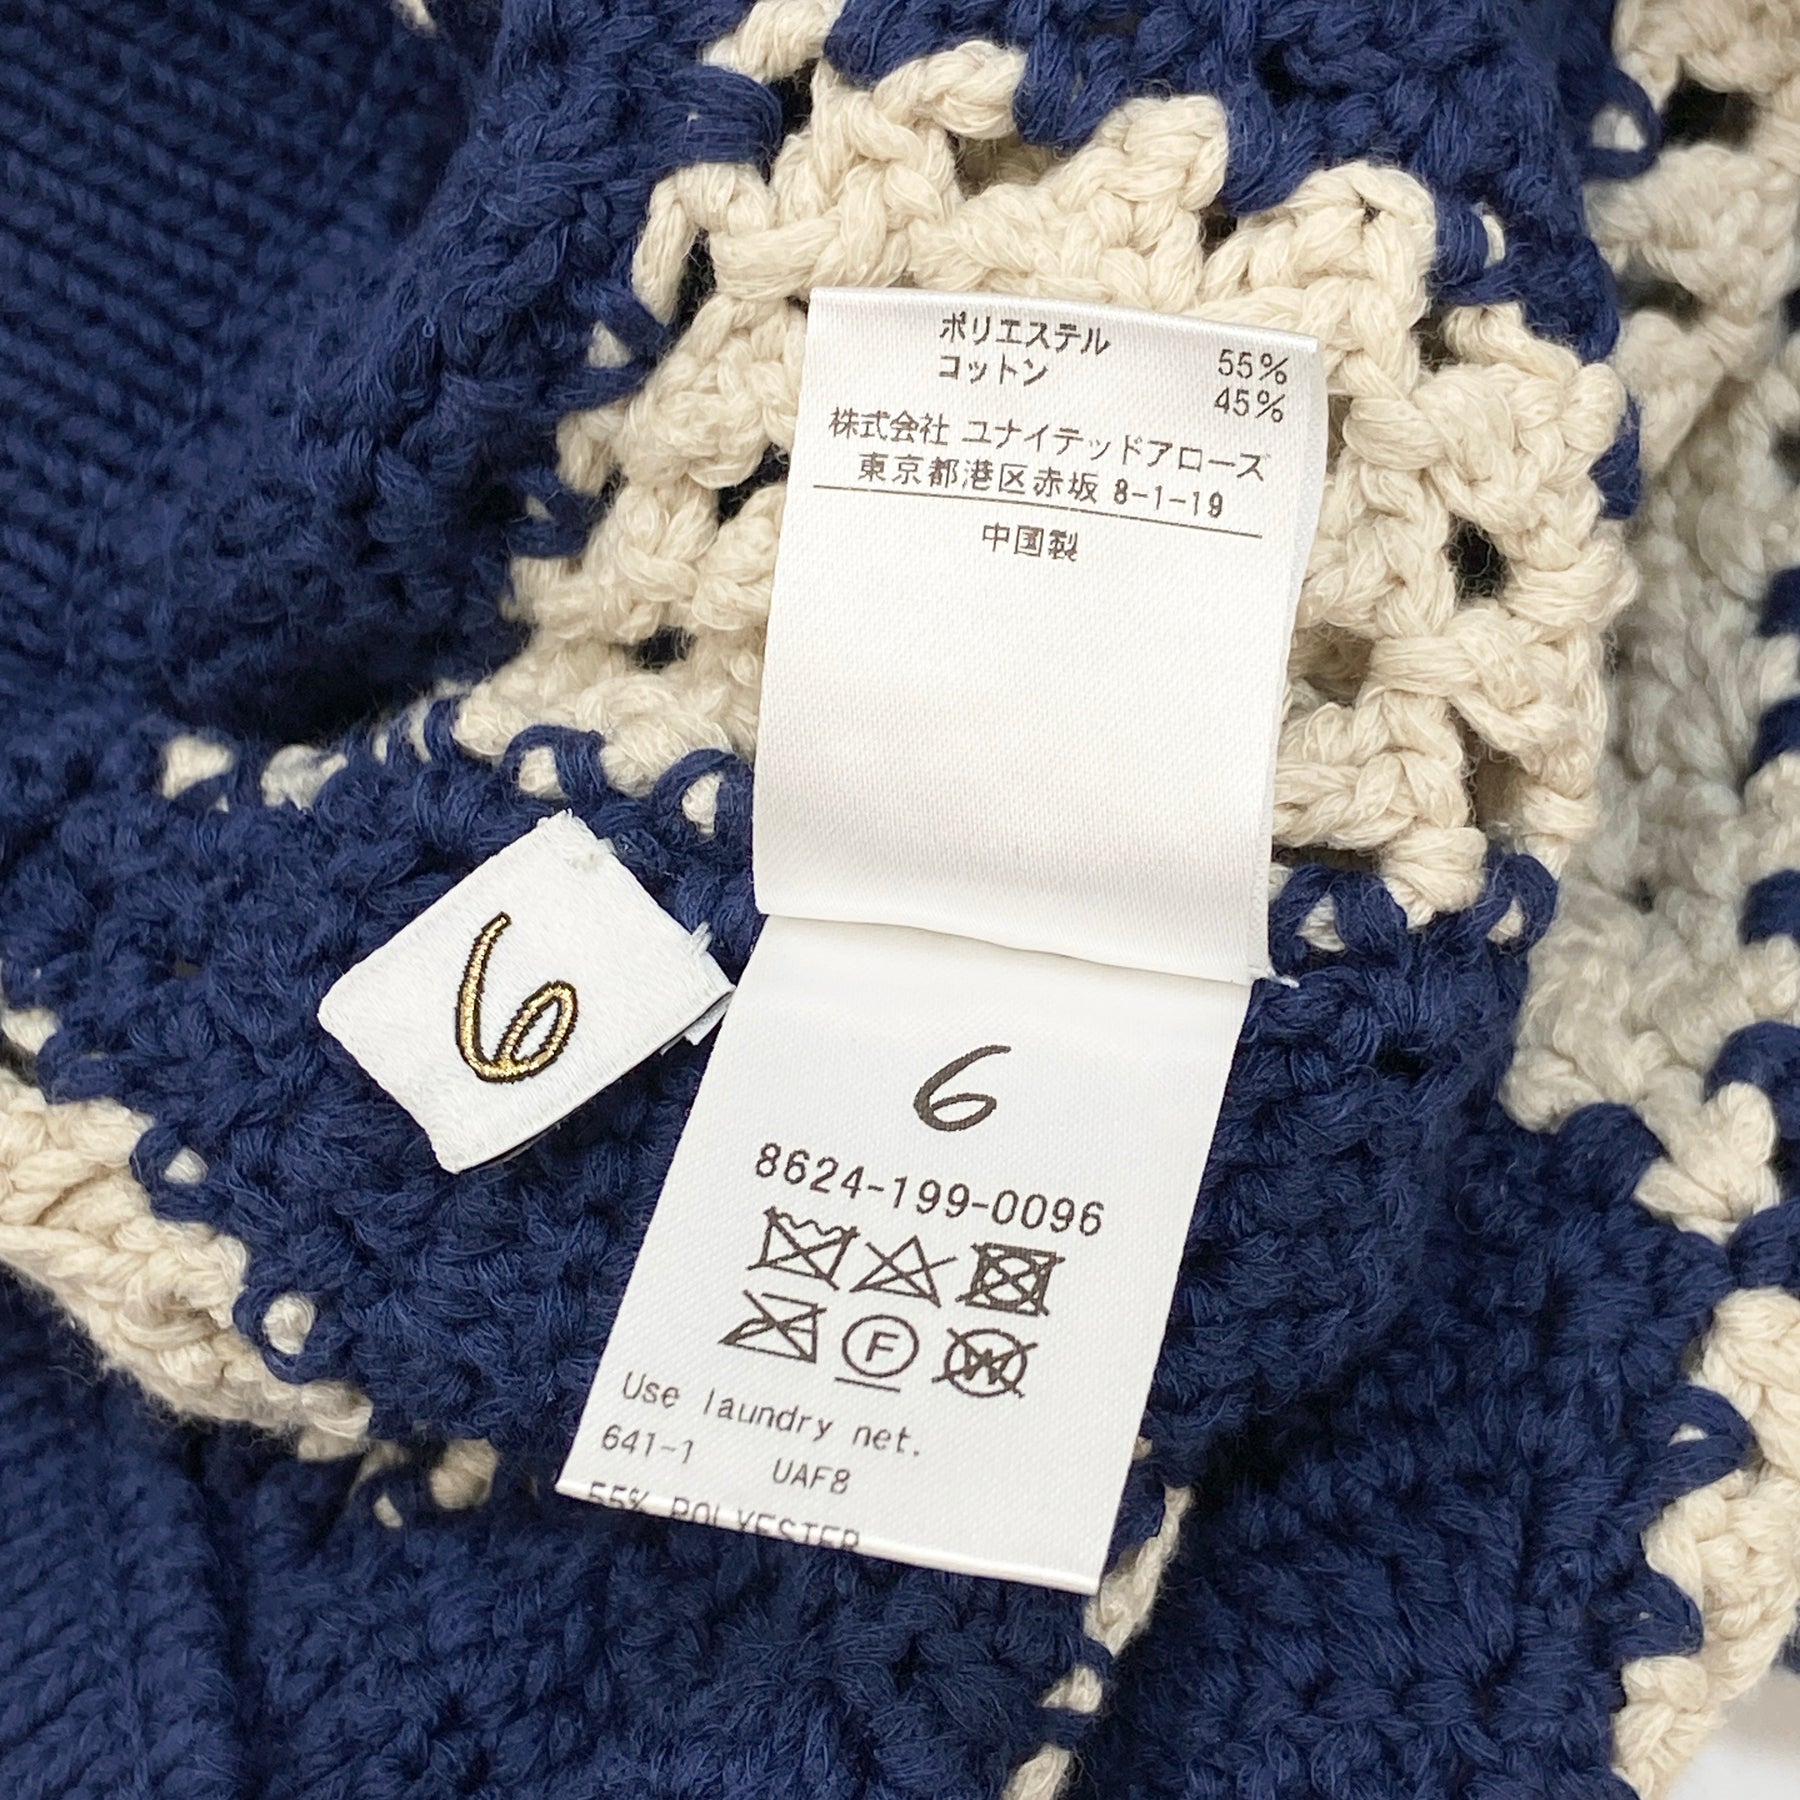 ポリエステル 55%
コットン 45%
株式会社 ユナイテッドアローズ
東京都港区赤坂 8-1-19
中国製
6
6
8624-199-0096
F
W
Use laundry net.
641-1 UAF8
55% POLYESTER